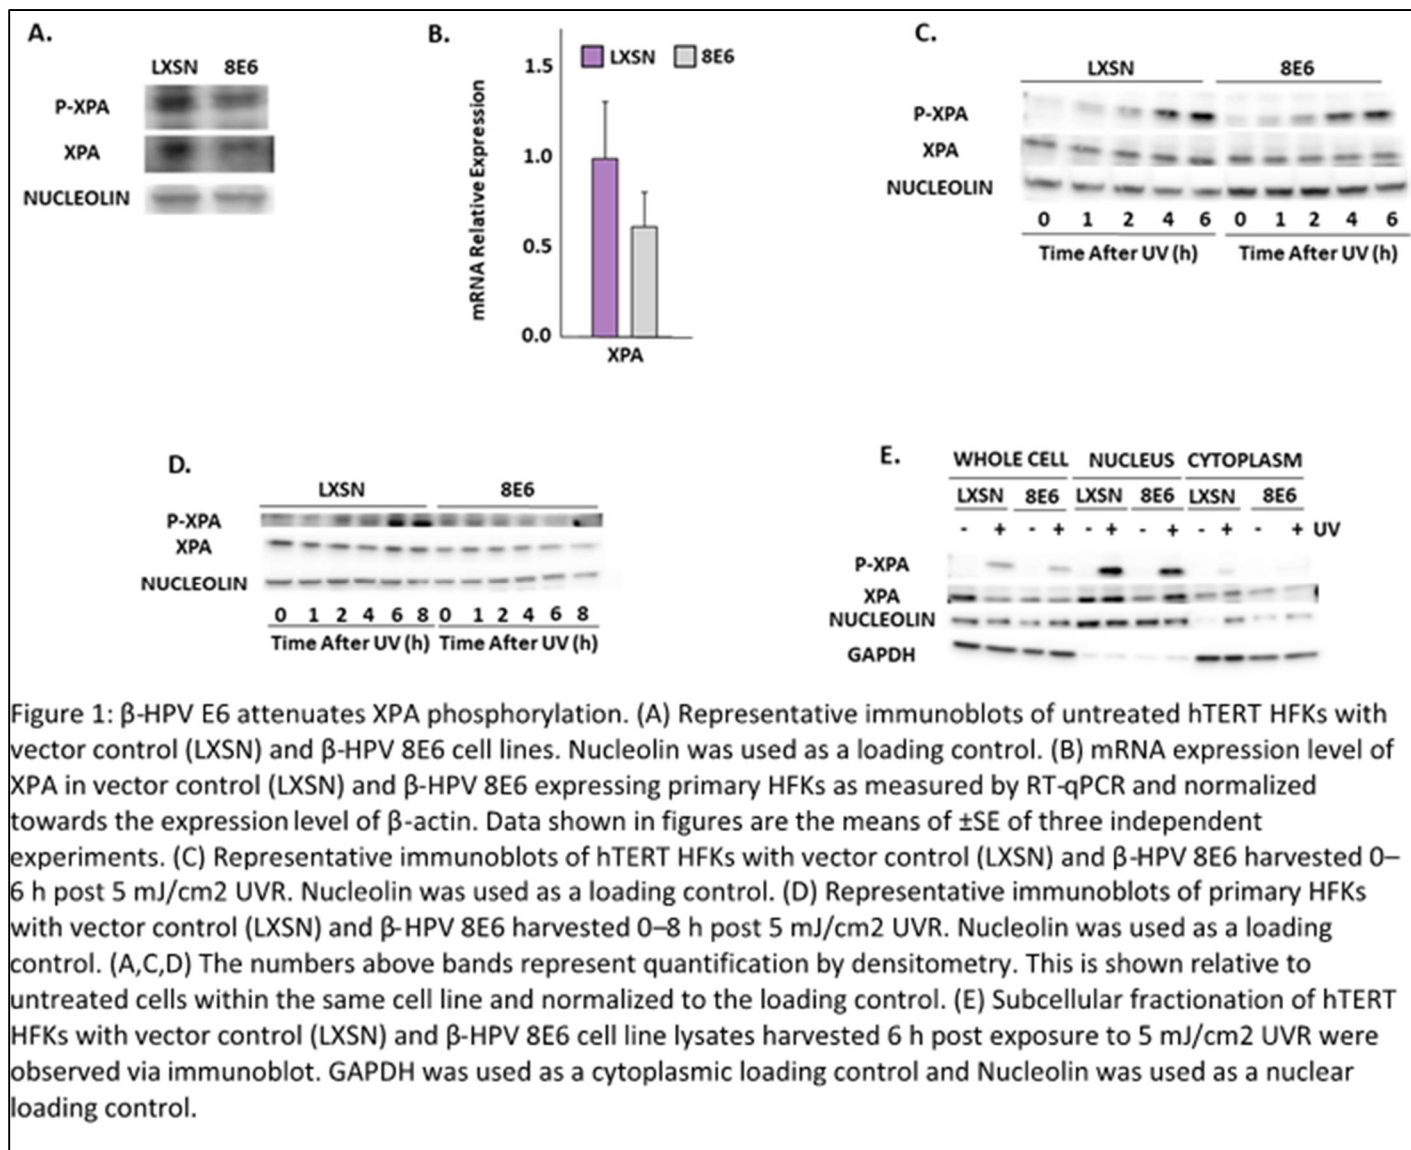 A.
LXSN 8E6
P-XPA
XPA
NUCLEOLIN
B.
LXSN 8E6
mRNA Relative Expression
1.5
1.0
0.5
0.0
XPA
C.
LXSN 8E6
P-XPA
XPA
NUCLEOLIN
0 1 2 4 6 0 1 2 4 6
Time After UV (h) Time After UV (h)
D.
LXSN 8E6
P-XPA
XPA
NUCLEOLIN
0 1 2 4 6 8 0 1 2 4 6 8
Time After UV (h) Time After UV (h)
E.
WHOLE CELL NUCLEUS CYTOPLASM
LXSN 8E6 LXSN 8E6 LXSN 8E6
- + - + - + - + - + - + UV
P-XPA
XPA
NUCLEOLIN
GAPDH
Figure 1: β-HPV E6 attenuates XPA phosphorylation. (A) Representative immunoblots of untreated hTERT HFKs with
vector control (LXSN) and β-HPV 8E6 cell lines. Nucleolin was used as a loading control. (B) mRNA expression level of
XPA in vector control (LXSN) and β-HPV 8E6 expressing primary HFKs as measured by RT-qPCR and normalized
towards the expression level of β-actin. Data shown in figures are the means of ±SE of three independent
experiments. (C) Representative immunoblots of hTERT HFKs with vector control (LXSN) and β-HPV 8E6 harvested 0–
6 h post 5 mJ/cm2 UVR. Nucleolin was used as a loading control. (D) Representative immunoblots of primary HFKs
with vector control (LXSN) and β-HPV 8E6 harvested 0–8 h post 5 mJ/cm2 UVR. Nucleolin was used as a loading
control. (A,C,D) The numbers above bands represent quantification by densitometry. This is shown relative to
untreated cells within the same cell line and normalized to the loading control. (E) Subcellular fractionation of hTERT
HFKs with vector control (LXSN) and β-HPV 8E6 cell line lysates harvested 6 h post exposure to 5 mJ/cm2 UVR were
observed via immunoblot. GAPDH was used as a cytoplasmic loading control and Nucleolin was used as a nuclear
loading control.